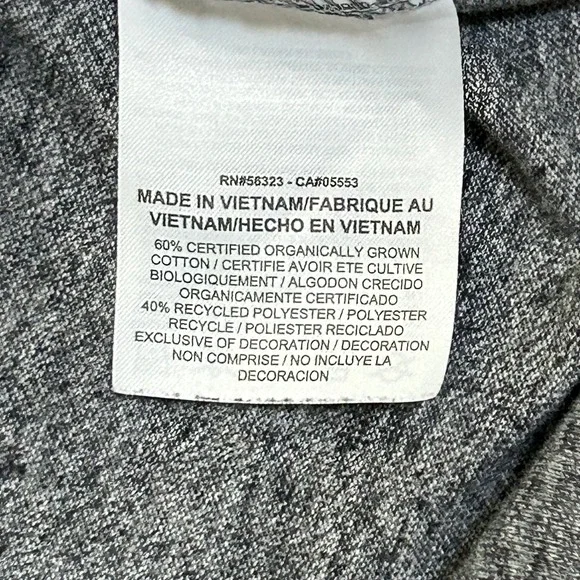 RN#56323 - CA#05553
MADE IN VIETNAM/FABRIQUE AU
VIETNAM/HECHO EN VIETNAM
60% CERTIFIED ORGANICALLY GROWN
COTTON / CERTIFIE AVOIR ETE CULTIVE
BIOLOGIQUEMENT / ALGODON CRECIDO
ORGANICAMENTE CERTIFICADO
40% RECYCLED POLYESTER / POLYESTER
RECYCLE / POLIESTER RECICLADO
EXCLUSIVE OF DECORATION / DECORATION
NON COMPRISE / NO INCLUYE LA
DECORACION